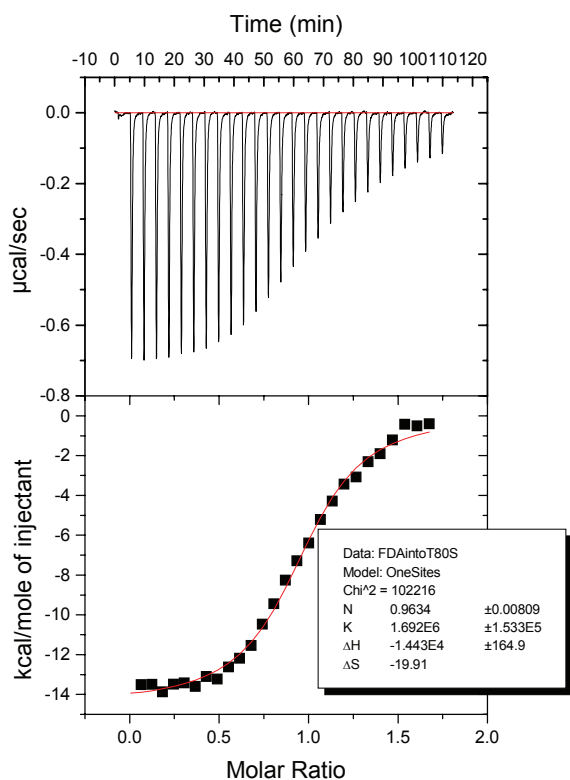 Time (min)
-10 0 10 20 30 40 50 60 70 80 90 100 110 120
0.0
-0.2
-0.4
-0.6
-0.8
µcal/sec
0
-2
-4
-6
-8
-10
-12
-14
kcal/mole of injectant
Data: FDAintoT80S
Model: OneSites
Chi^2 = 102216
N 0.9634 ±0.00809
K 1.692E6 ±1.533E5
ΔH -1.443E4 ±164.9
ΔS -19.91
0.0 0.5 1.0 1.5 2.0
Molar Ratio